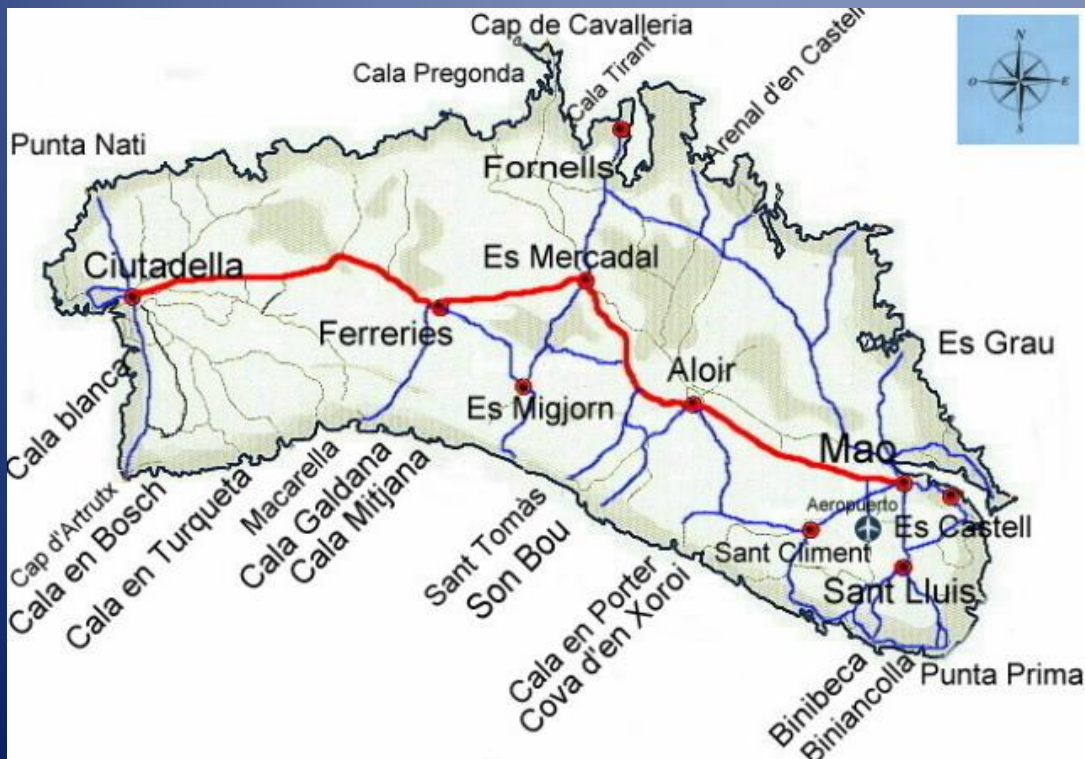 Cap de Cavalleria
Cala Pregonda
Cala Tirant
Arenal d'en Castell
N
O
E
S
Punta Nati
Fornells
Ciutadella
Es Mercadal
Ferreries
Es Grau
Aloir
Es Migjorn
Cala blanca
Mao
Aeropuerto
Es Castell
Sant Climent
Sant Lluis
Cap d'Artrutx
Cala en Bosch
Cala en Turqueta
Macarella
Cala Galdana
Cala Mitjana
Sant Tomàs
Son Bou
Cala en Porter
Cova d'en Xoroi
Binibeca
Biniancolla
Punta Prima